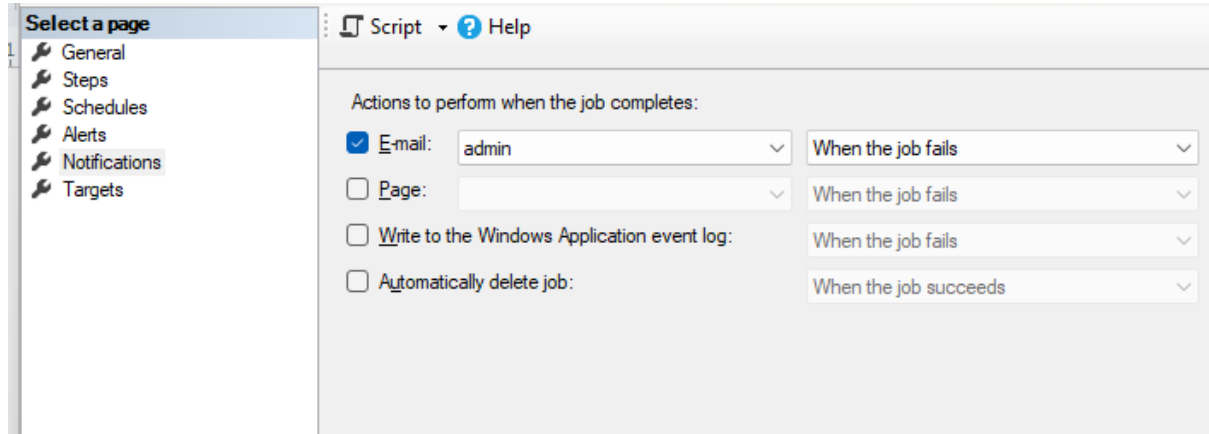 Select a page
General
Steps
Schedules
Alerts
Notifications
Targets
Script Help
Actions to perform when the job completes:
E-mail: admin When the job fails
Page: When the job fails
Write to the Windows Application event log: When the job fails
Automatically delete job: When the job succeeds